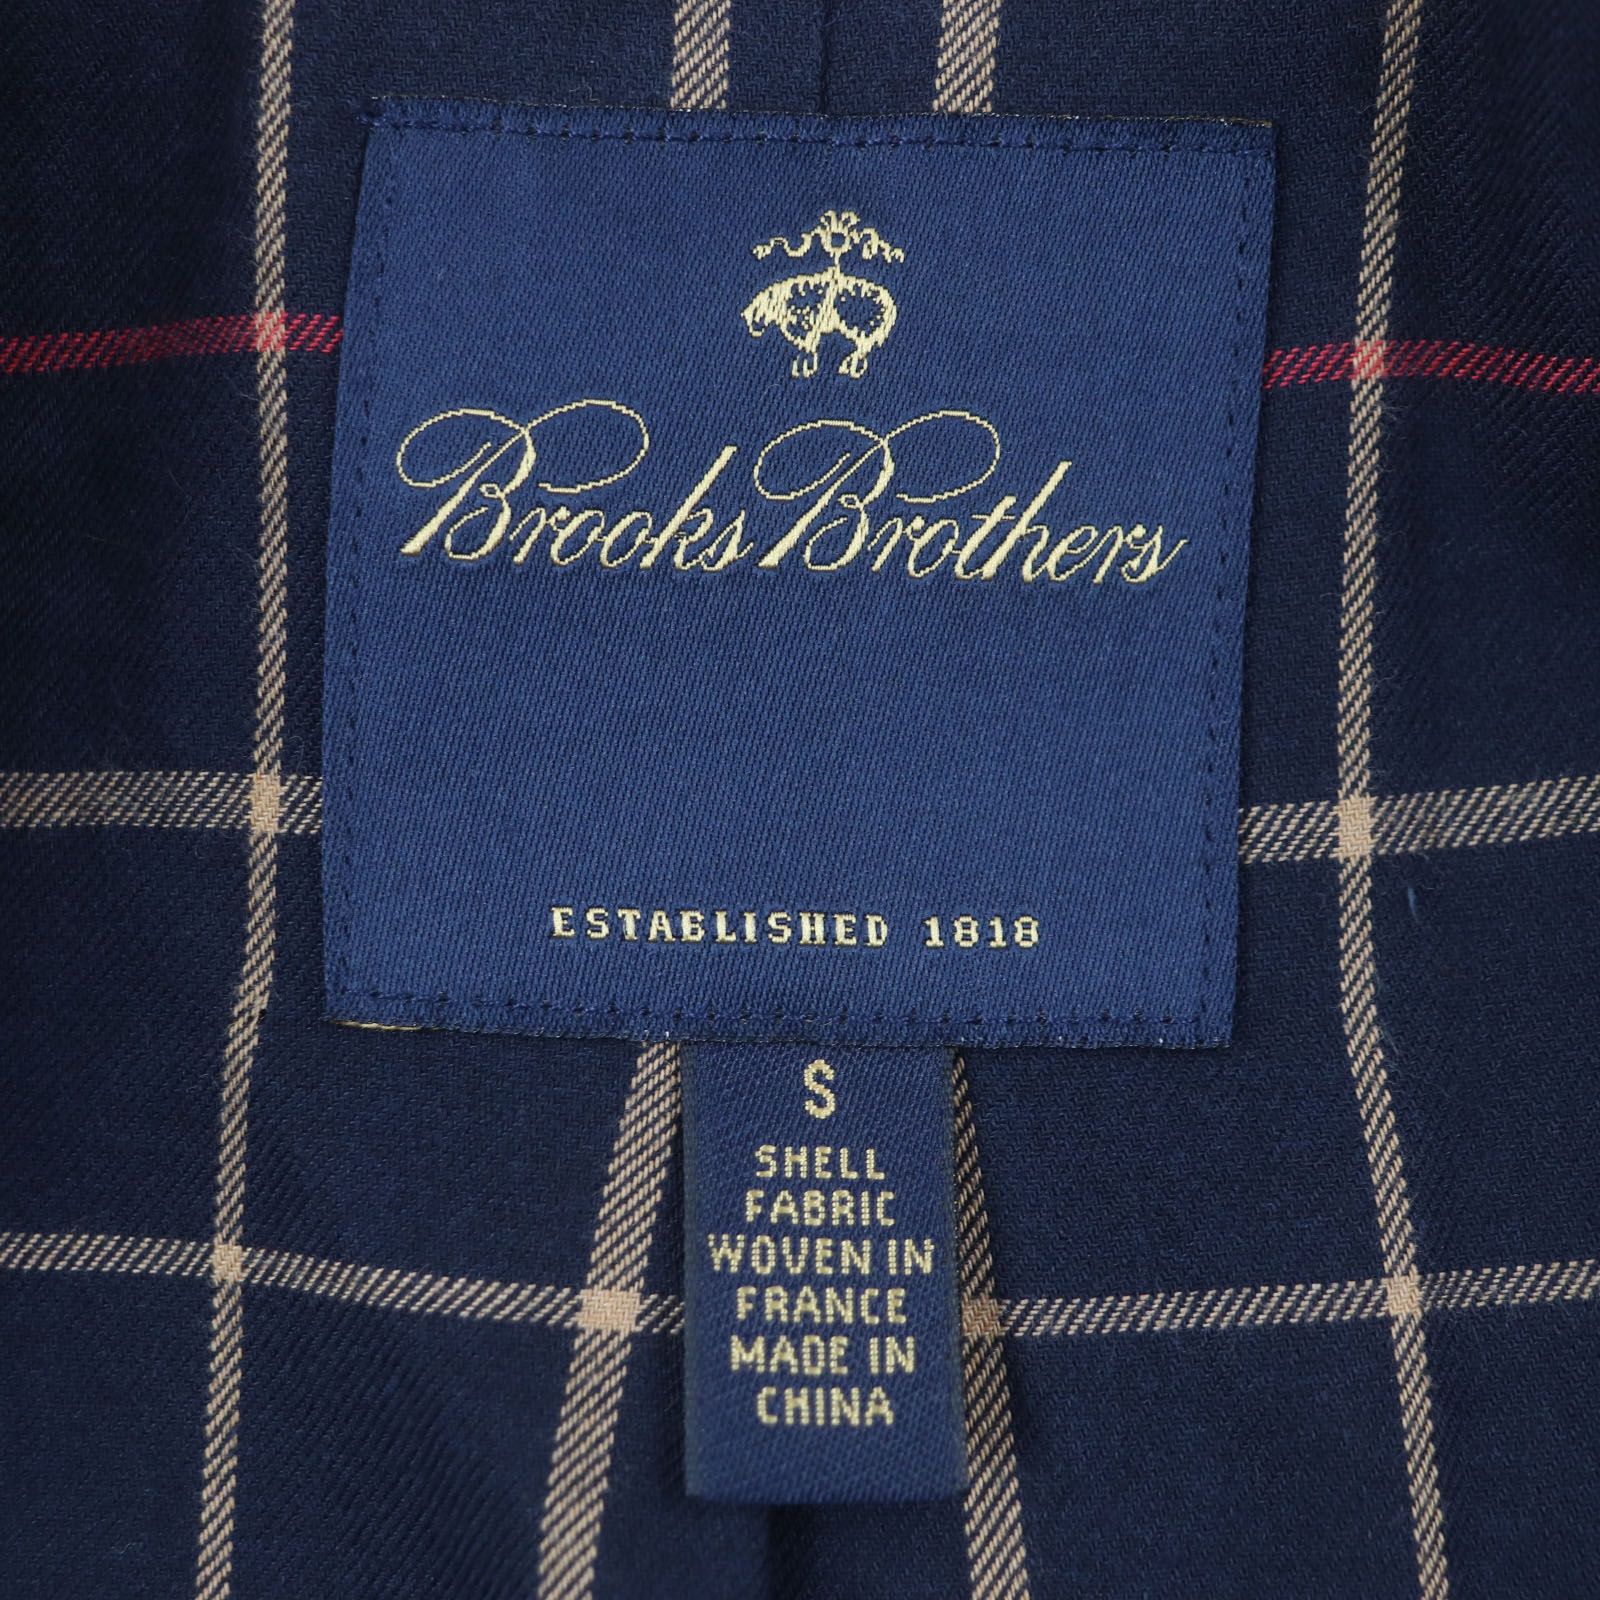 Brooks Brothers
ESTABLISHED 1818
S
SHELL
FABRIC
WOVEN IN
FRANCE
MADE IN
CHINA